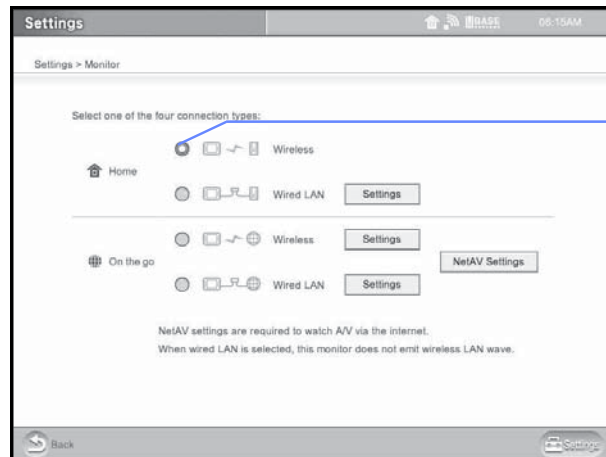 Settings
BASE 06:15AM
Settings > Monitor
Select one of the four connection types:
Home
Wireless
Wired LAN Settings
On the go
Wireless Settings
NetAV Settings
Wired LAN Settings
NetAV settings are required to watch A/V via the internet.
When wired LAN is selected, this monitor does not emit wireless LAN wave.
Back Settings